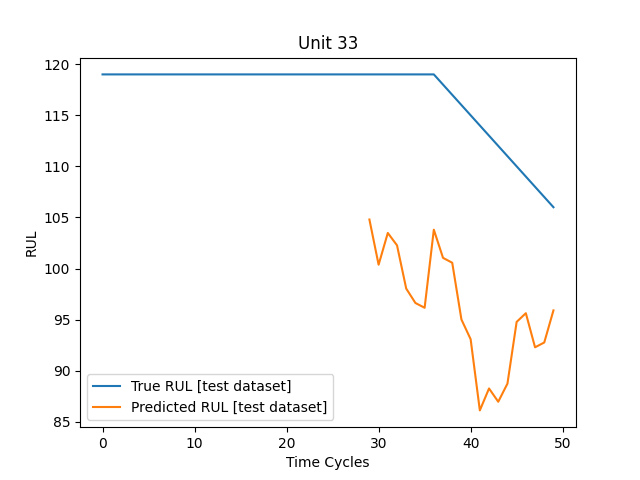 Unit 33
120
115
110
105
100
95
90
85
RUL
True RUL [test dataset]
Predicted RUL [test dataset]
0 10 20 30 40 50
Time Cycles